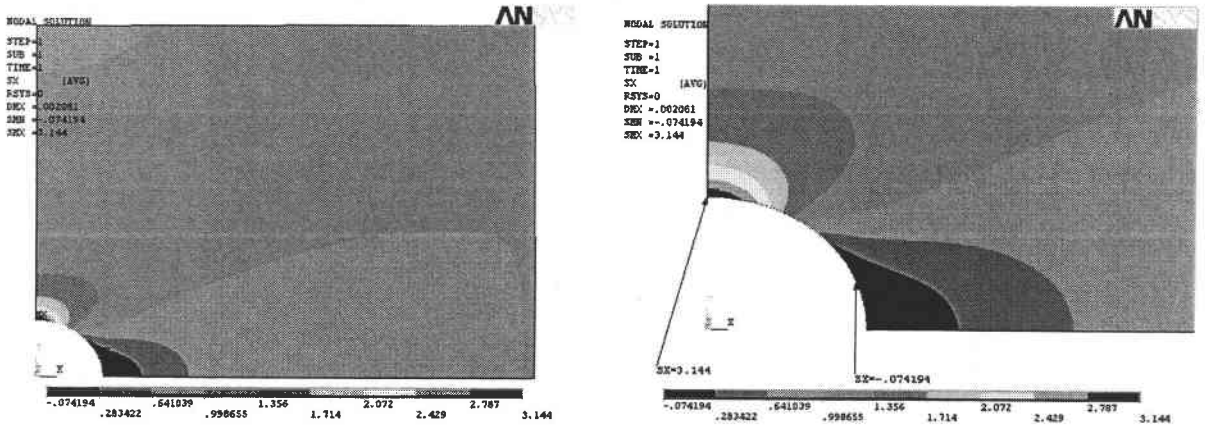 AN
NODAL SOLUTION
STEP=1
SUB =1
TIME=1
SX (AVG)
RSYS=0
DMX =.002061
SMN =-.074194
SMX =3.144
X
-.074194 .641039 1.356 2.072 2.787
.283422 .998655 1.714 2.429 3.144
AN
NODAL SOLUTION
STEP=1
SUB =1
TIME=1
SX (AVG)
RSYS=0
DMX =.002061
SMN =-.074194
SMX =3.144
X
SX=3.144
SX=-.074194
-.074194 .641039 1.356 2.072 2.787
.283422 .998655 1.714 2.429 3.144